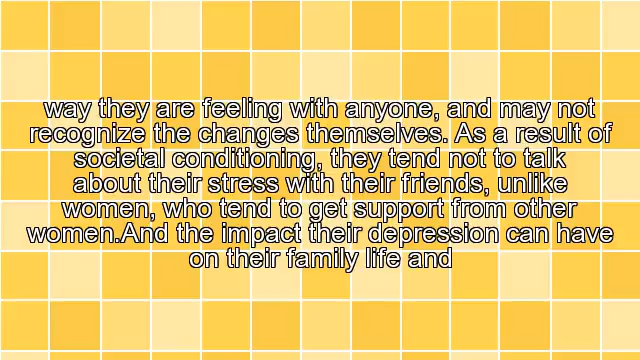 way they are feeling with anyone, and may not
recognize the changes themselves. As a result of
societal conditioning, they tend not to talk
about their stress with their friends, unlike
women, who tend to get support from other
women.And the impact their depression can have
on their family life and